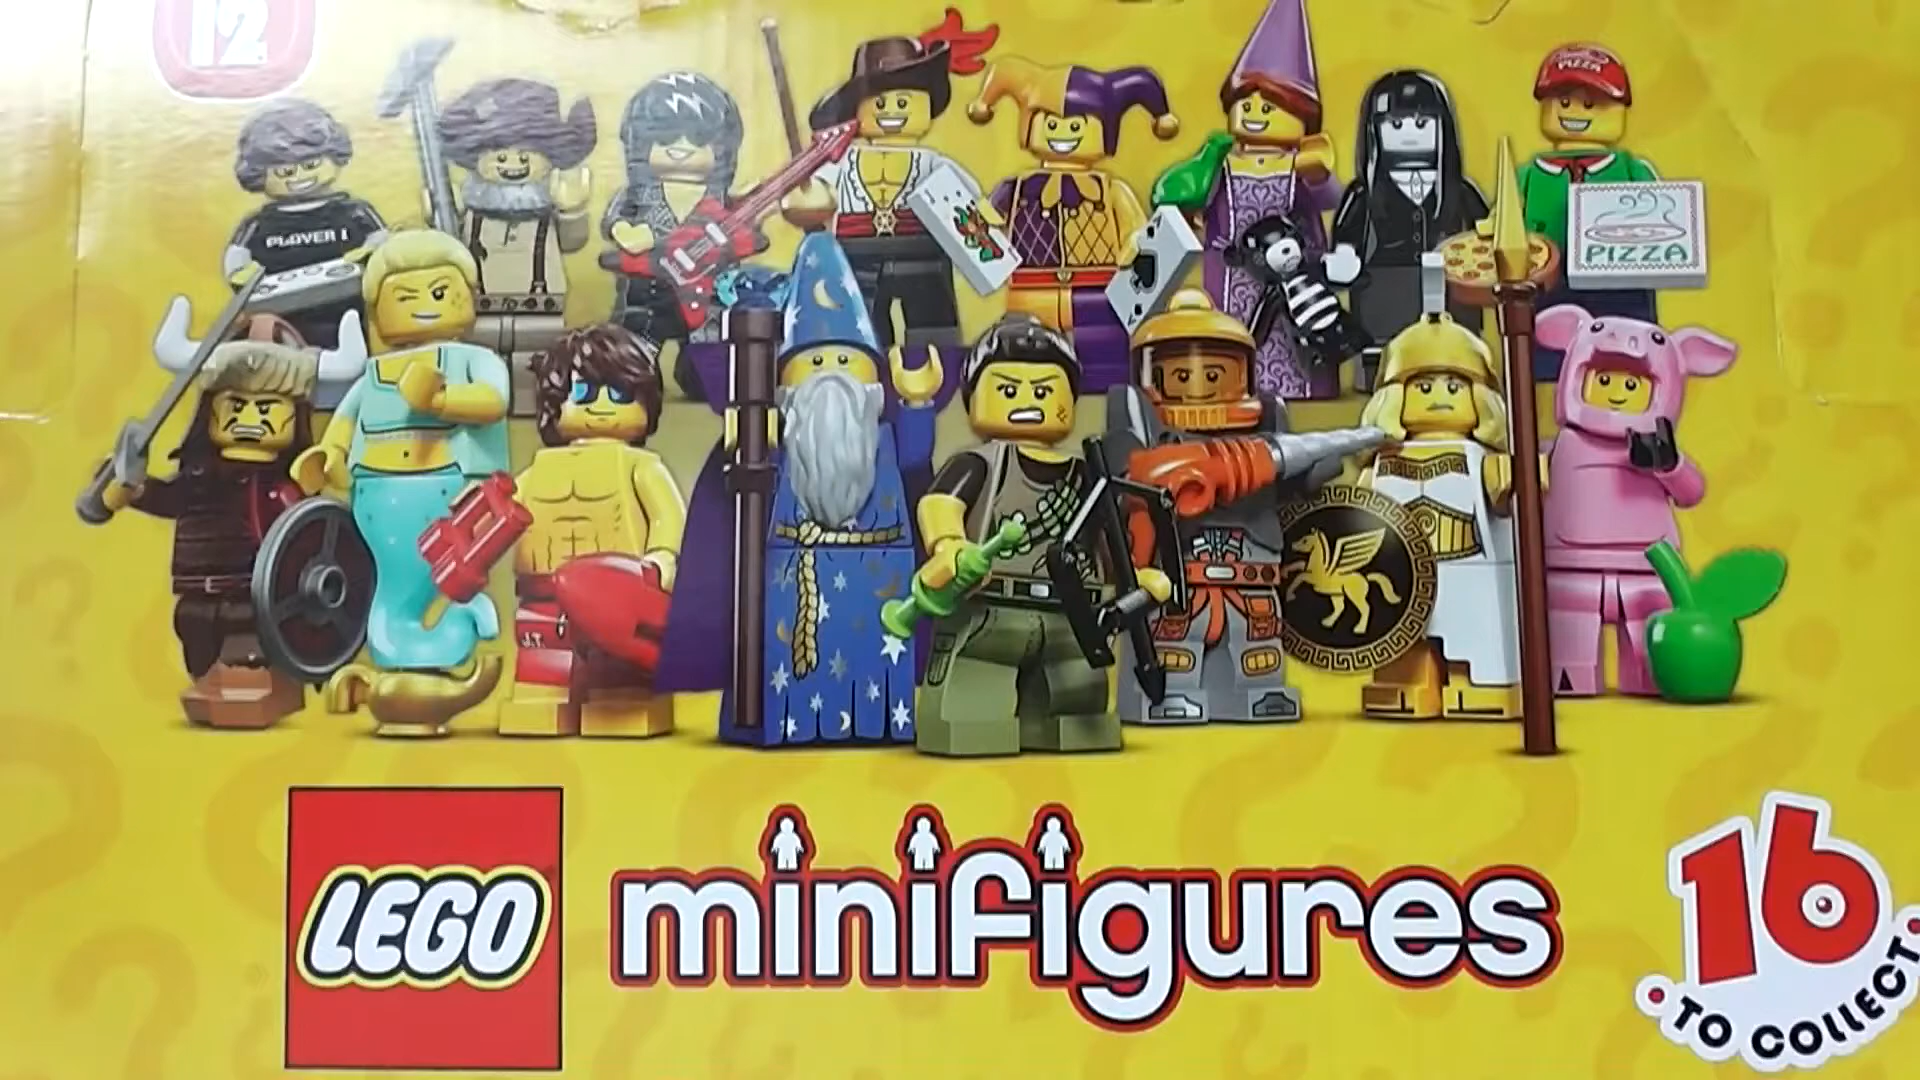 12
PIZZA
PLAYER 1
PIZZA
J.T.
LEGO
minifigures
16
TO COLLECT